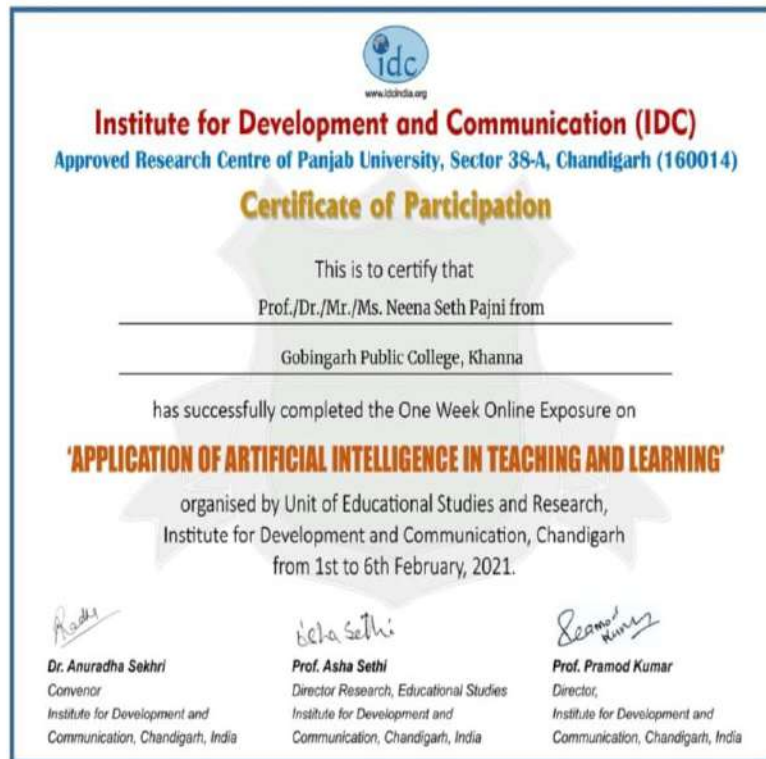 idc
www.idcindia.org
Institute for Development and Communication (IDC)
Approved Research Centre of Panjab University, Sector 38-A, Chandigarh (160014)
Certificate of Participation
This is to certify that
Prof./Dr./Mr./Ms. Neena Seth Pajni from
Gobingarh Public College, Khanna
has successfully completed the One Week Online Exposure on
'APPLICATION OF ARTIFICIAL INTELLIGENCE IN TEACHING AND LEARNING'
organised by Unit of Educational Studies and Research,
Institute for Development and Communication, Chandigarh
from 1st to 6th February, 2021.
Asha Sethi
Pramod Kumar
Dr. Anuradha Sekhri
Convenor
Institute for Development and
Communication, Chandigarh, India
Prof. Asha Sethi
Director Research, Educational Studies
Institute for Development and
Communication, Chandigarh, India
Prof. Pramod Kumar
Director,
Institute for Development and
Communication, Chandigarh, India